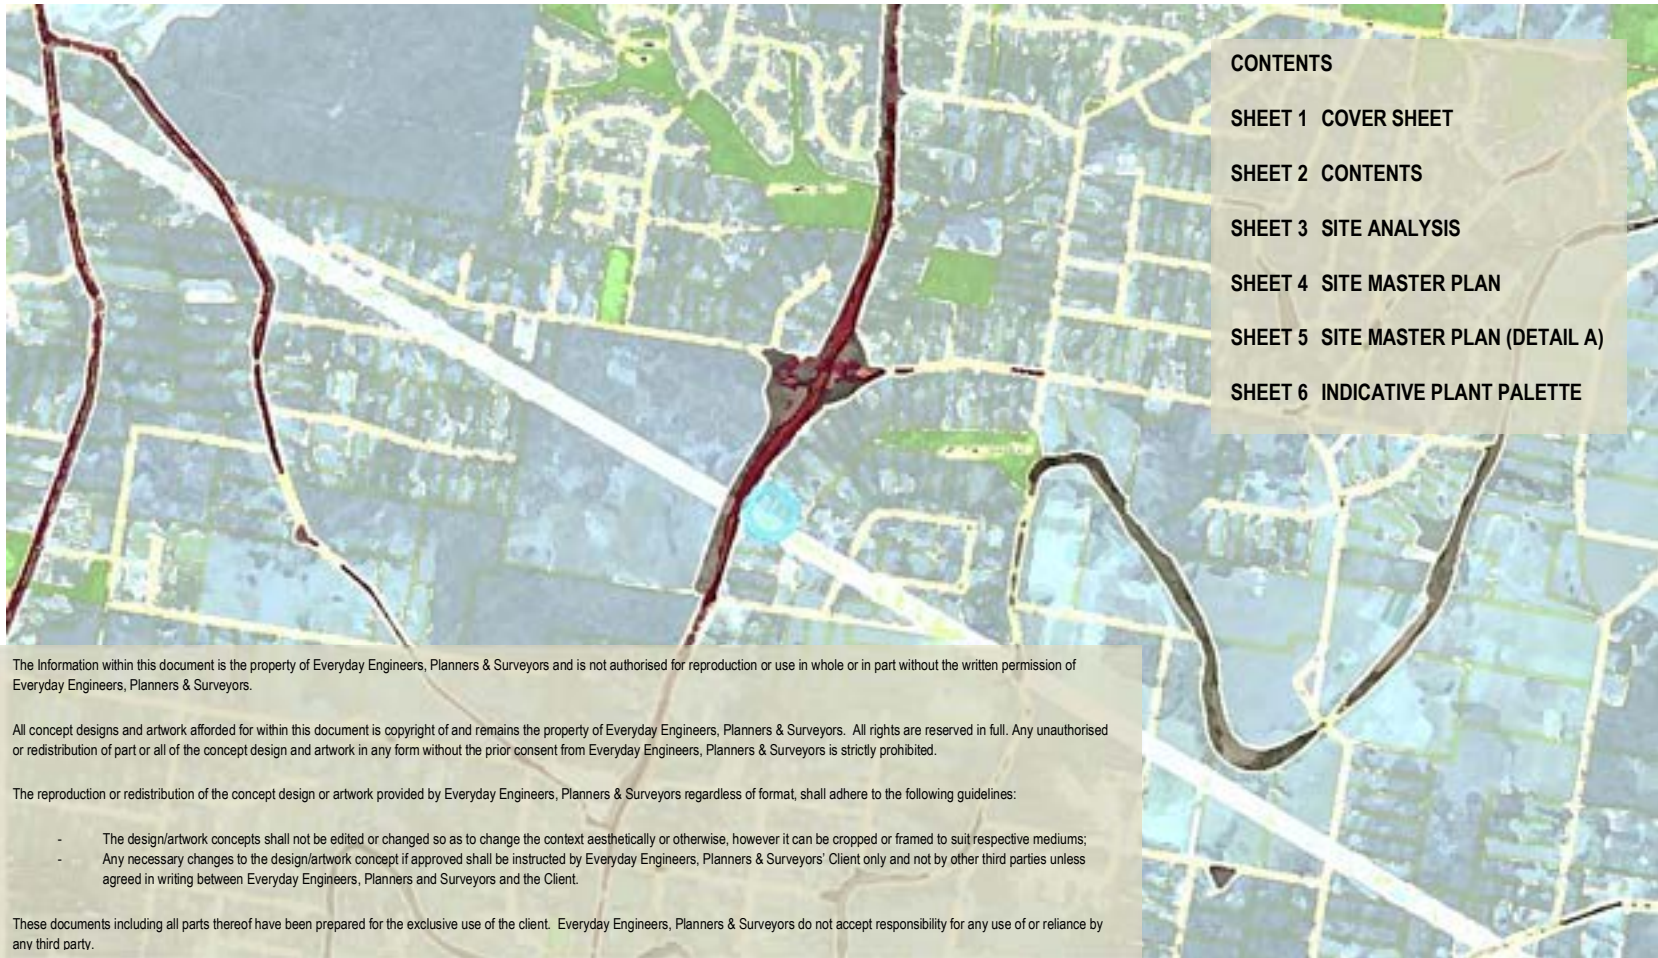 CONTENTS
SHEET 1 COVER SHEET
SHEET 2 CONTENTS
SHEET 3 SITE ANALYSIS
SHEET 4 SITE MASTER PLAN
SHEET 5 SITE MASTER PLAN (DETAIL A)
SHEET 6 INDICATIVE PLANT PALETTE
The Information within this document is the property of Everyday Engineers, Planners & Surveyors and is not authorised for reproduction or use in whole or in part without the written permission of
Everyday Engineers, Planners & Surveyors.
All concept designs and artwork afforded for within this document is copyright of and remains the property of Everyday Engineers, Planners & Surveyors. All rights are reserved in full. Any unauthorised
or redistribution of part or all of the concept design and artwork in any form without the prior consent from Everyday Engineers, Planners & Surveyors is strictly prohibited.
The reproduction or redistribution of the concept design or artwork provided by Everyday Engineers, Planners & Surveyors regardless of format, shall adhere to the following guidelines:
- The design/artwork concepts shall not be edited or changed so as to change the context aesthetically or otherwise, however it can be cropped or framed to suit respective mediums;
- Any necessary changes to the design/artwork concept if approved shall be instructed by Everyday Engineers, Planners & Surveyors' Client only and not by other third parties unless
agreed in writing between Everyday Engineers, Planners and Surveyors and the Client.
These documents including all parts thereof have been prepared for the exclusive use of the client. Everyday Engineers, Planners & Surveyors do not accept responsibility for any use of or reliance by
any third party.